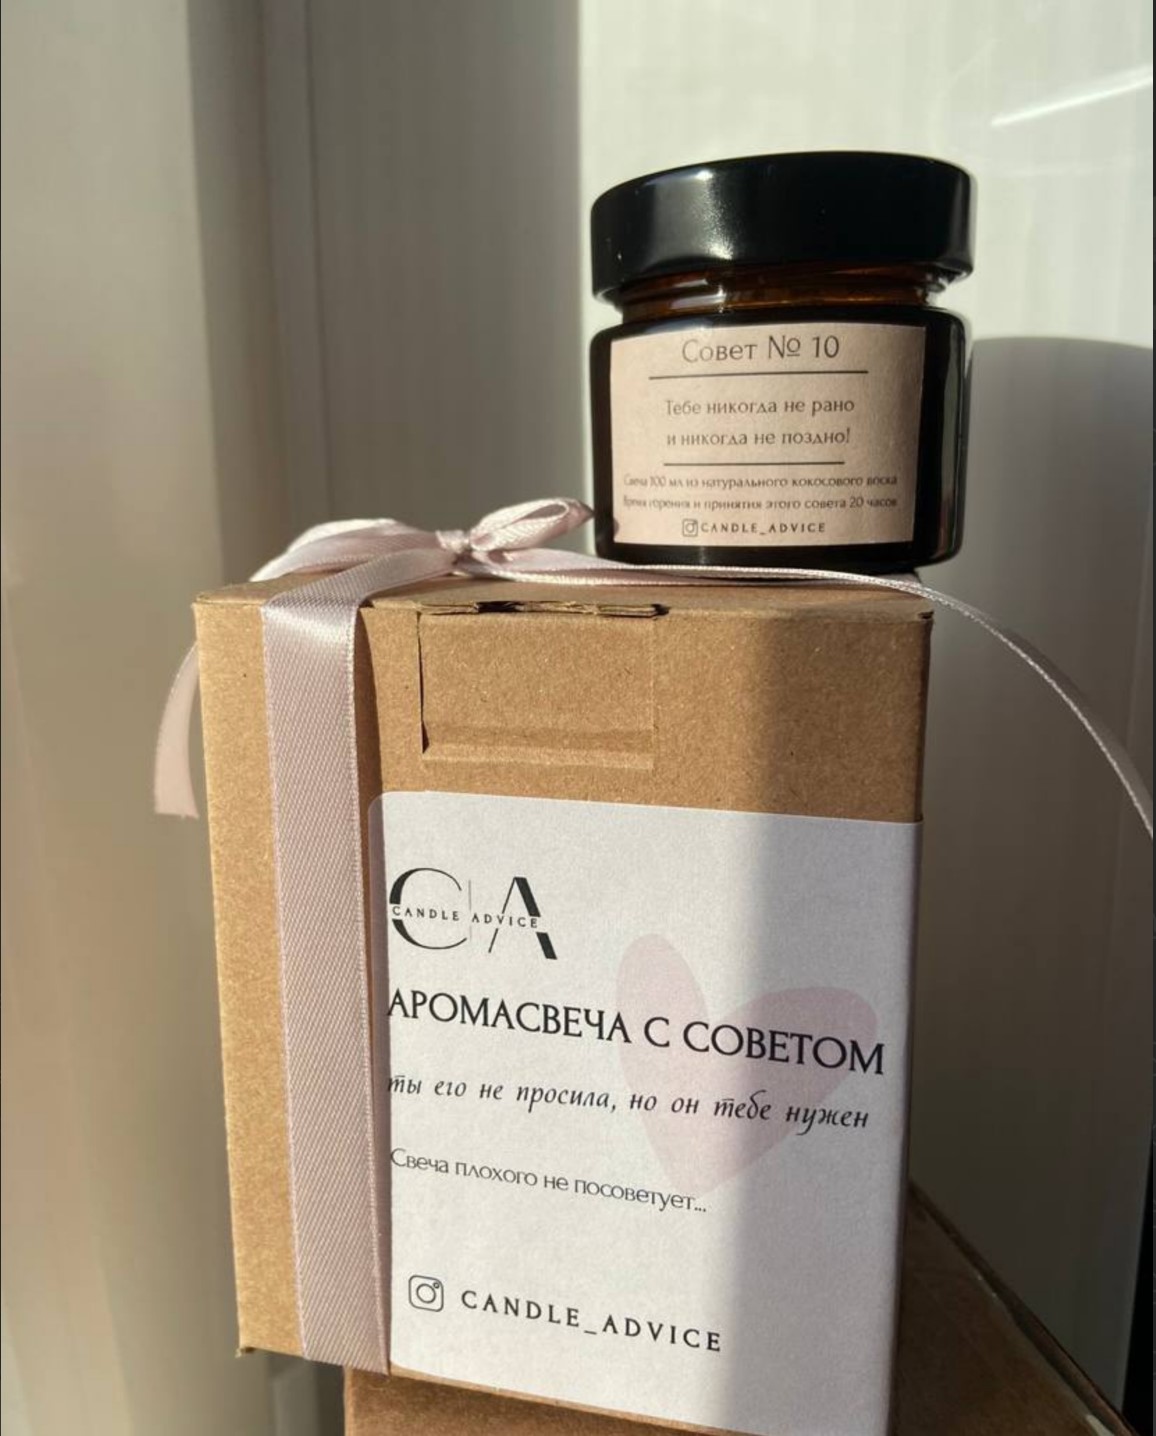 Совет № 10
Тебе никогда не рано
и никогда не поздно!
Свеча 100 мл из натурального кокосового воска
Время горения и принятия этого совета 20 часов
CANDLE_ADVICE
CA
CANDLE ADVICE
АРОМАСВЕЧА С СОВЕТОМ
ты его не просила, но он тебе нужен
Свеча плохого не посоветует...
CANDLE_ADVICE